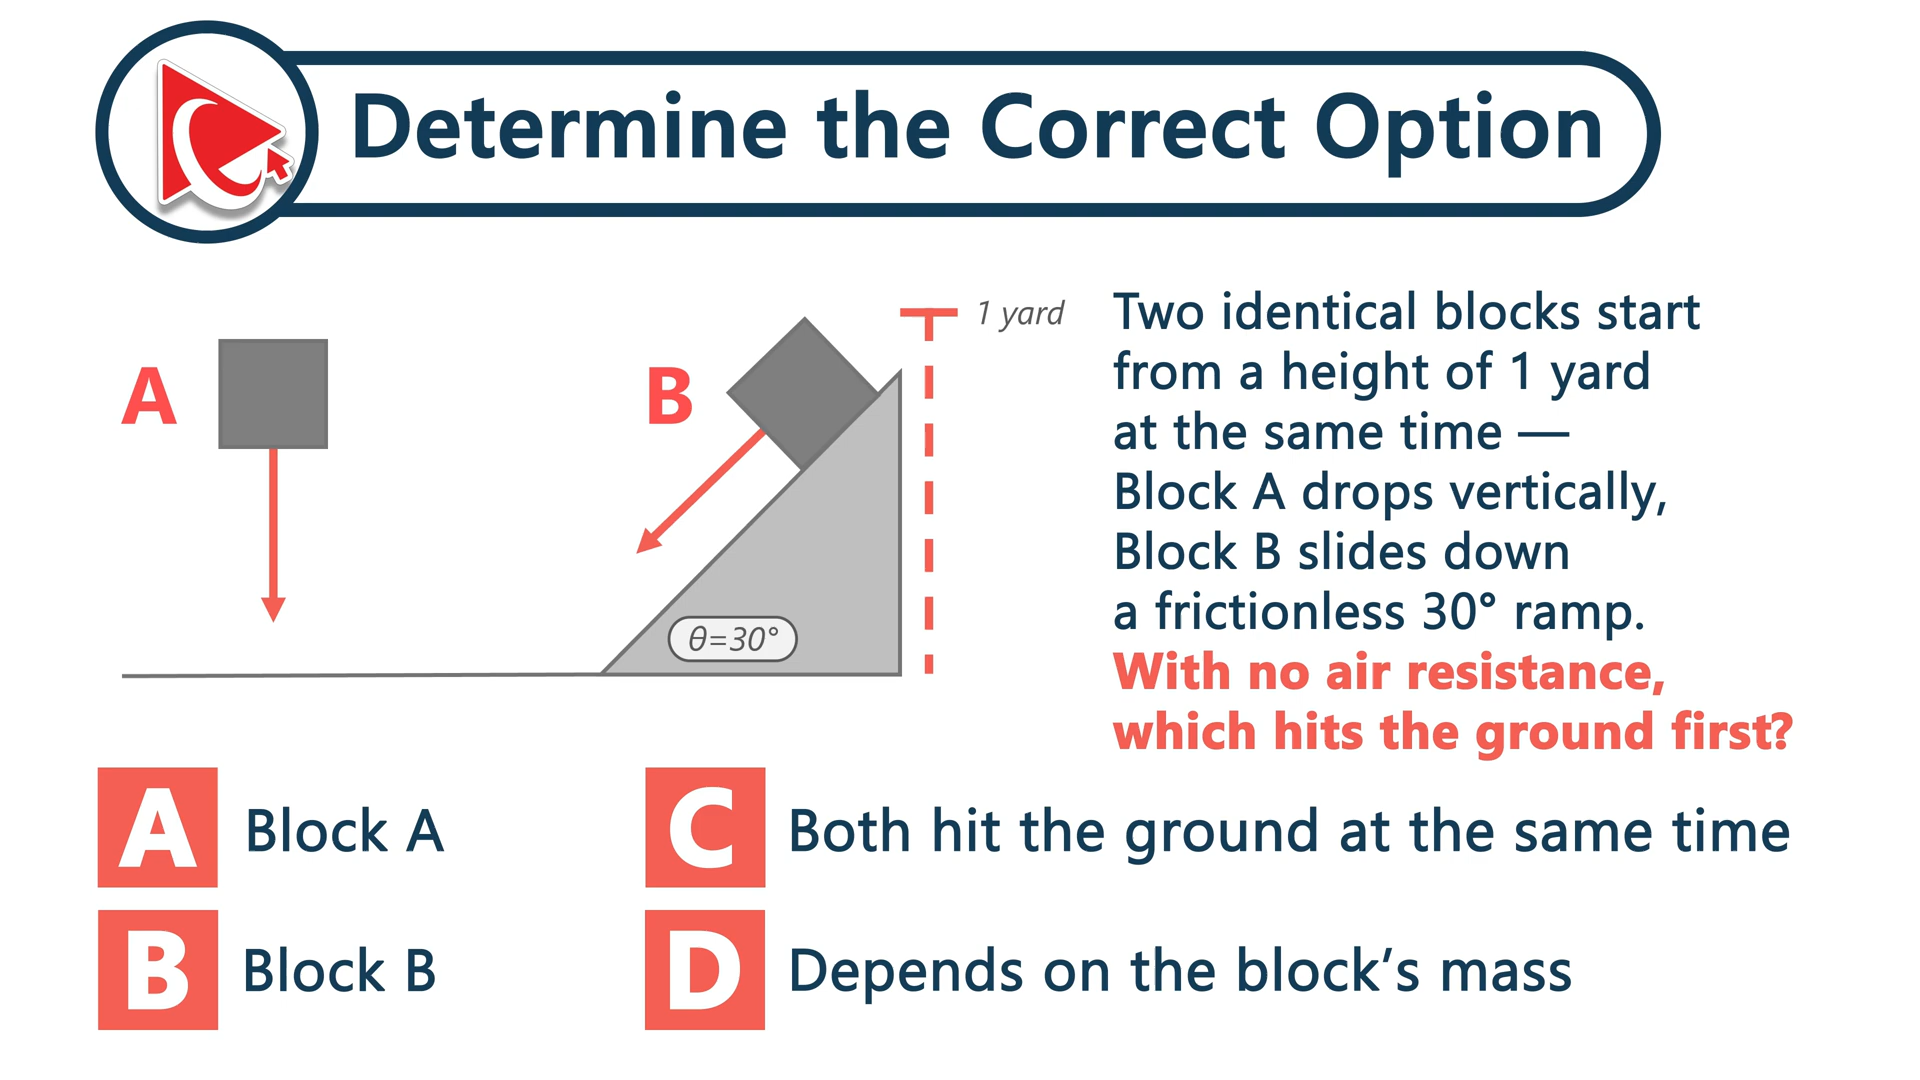 Determine the Correct Option
A
B
1 yard
θ=30°
Two identical blocks start
from a height of 1 yard
at the same time —
Block A drops vertically,
Block B slides down
a frictionless 30° ramp.
With no air resistance,
which hits the ground first?
A Block A
B Block B
C Both hit the ground at the same time
D Depends on the block’s mass